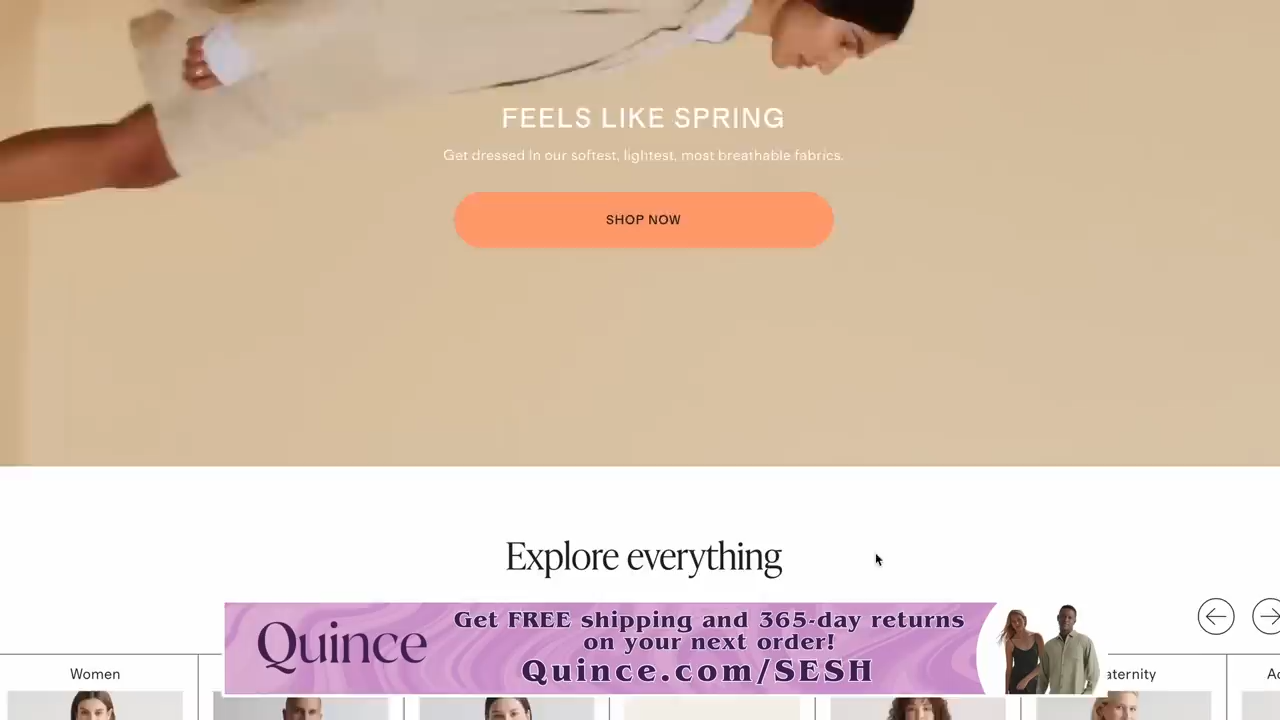 FEELS LIKE SPRING
Get dressed in our softest, lightest, most breathable fabrics.
SHOP NOW
Explore everything
Quince
Get FREE shipping and 365-day returns
on your next order!
Quince.com/SESH
Women
aternity
Ac